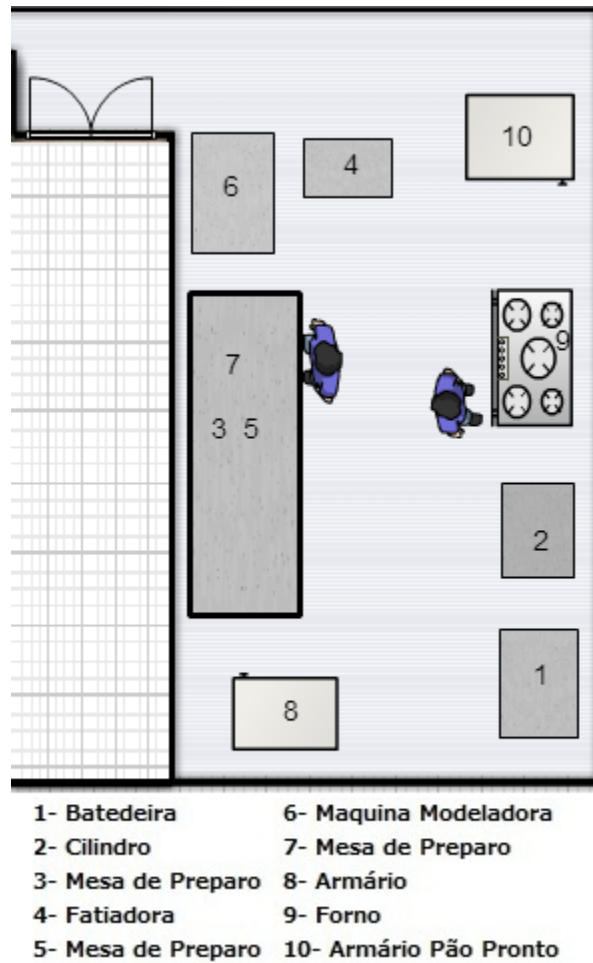 10
4
6
9
7
3 5
2
1
8
1- Batedeira
2- Cilindro
3- Mesa de Preparo
4- Fatiadora
5- Mesa de Preparo
6- Maquina Modeladora
7- Mesa de Preparo
8- Armário
9- Forno
10- Armário Pão Pronto